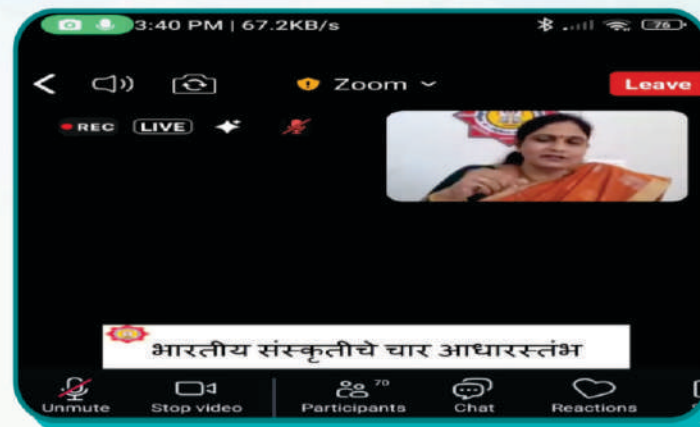 3:40 PM | 67.2KB/s
76
Zoom
Leave
REC LIVE
भारतीय संस्कृतीचे चार आधारस्तंभ
70
Unmute Stop video Participants Chat Reactions